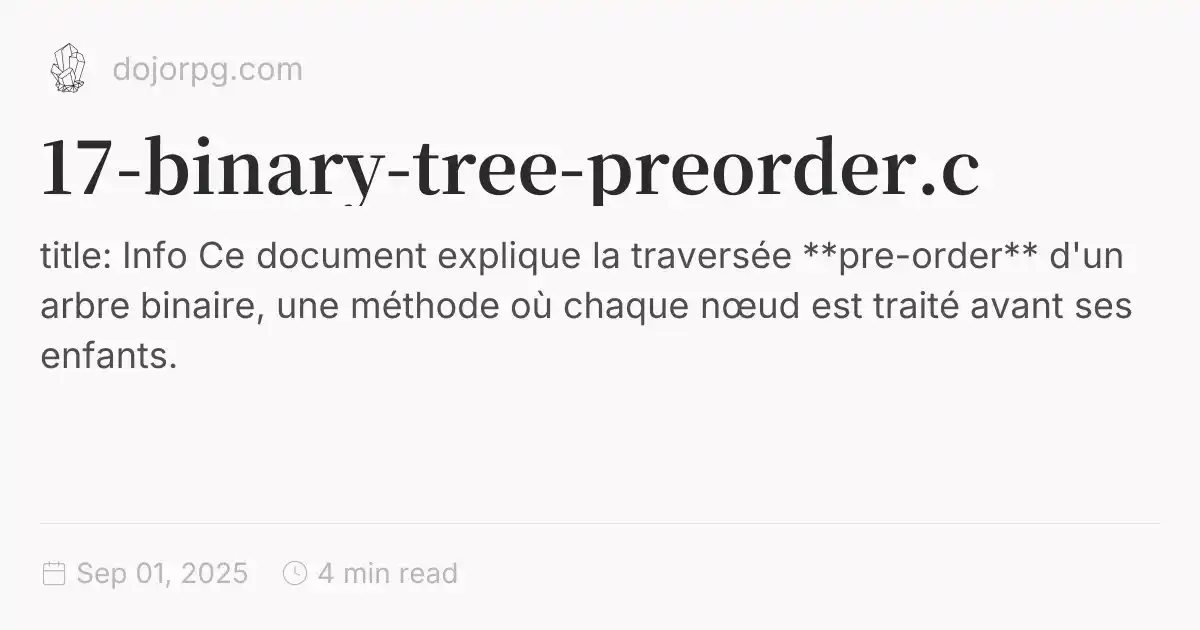 dojorpg.com
17-binary-tree-preorder.c
title: Info Ce document explique la traversée **pre-order** d'un
arbre binaire, une méthode où chaque nœud est traité avant ses
enfants.
Sep 01, 2025 4 min read